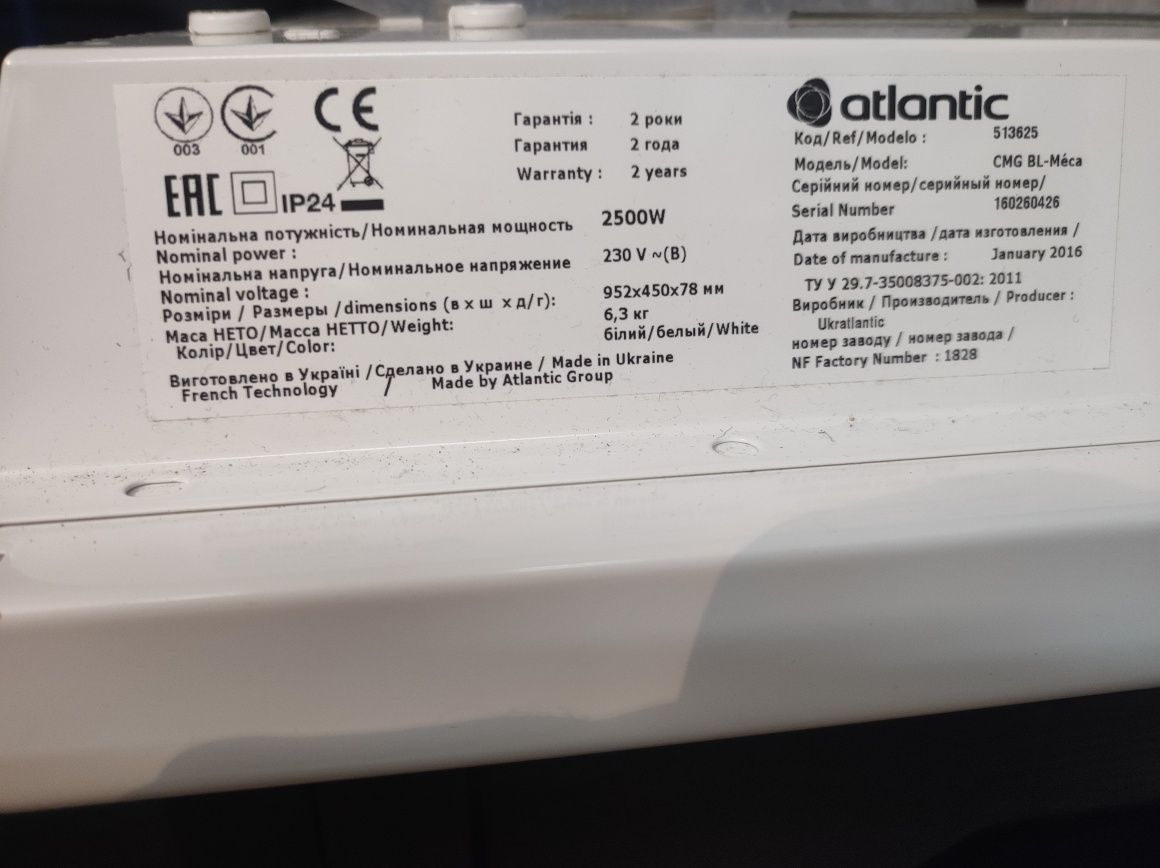 003 001
CE
EAC IP24
Гарантія : 2 роки
Гарантия 2 года
Warranty : 2 years
Номінальна потужність/Номинальная мощность 2500W
Nominal power :
Номінальна напруга/Номинальное напряжение 230 V ~(В)
Nominal voltage :
Розміри / Размеры /dimensions (в х ш х д/г): 952x450x78 мм
Маса НЕТО/Масса НЕТТО/Weight: 6,3 кг
Колір/Цвет/Color: білий/белый/White
Виготовлено в Україні /Сделано в Украине / Made in Ukraine
French Technology / Made by Atlantic Group
atlantic
Код/Ref/Modelo : 513625
Модель/Model: CMG BL-Méca
Серійний номер/серийный номер/
Serial Number 160260426
Дата виробництва /дата изготовления /
Date of manufacture : January 2016
ТУ У 29.7-35008375-002: 2011
Виробник / Производитель / Producer :
Ukratlantic
номер заводу / номер завода /
NF Factory Number : 1828